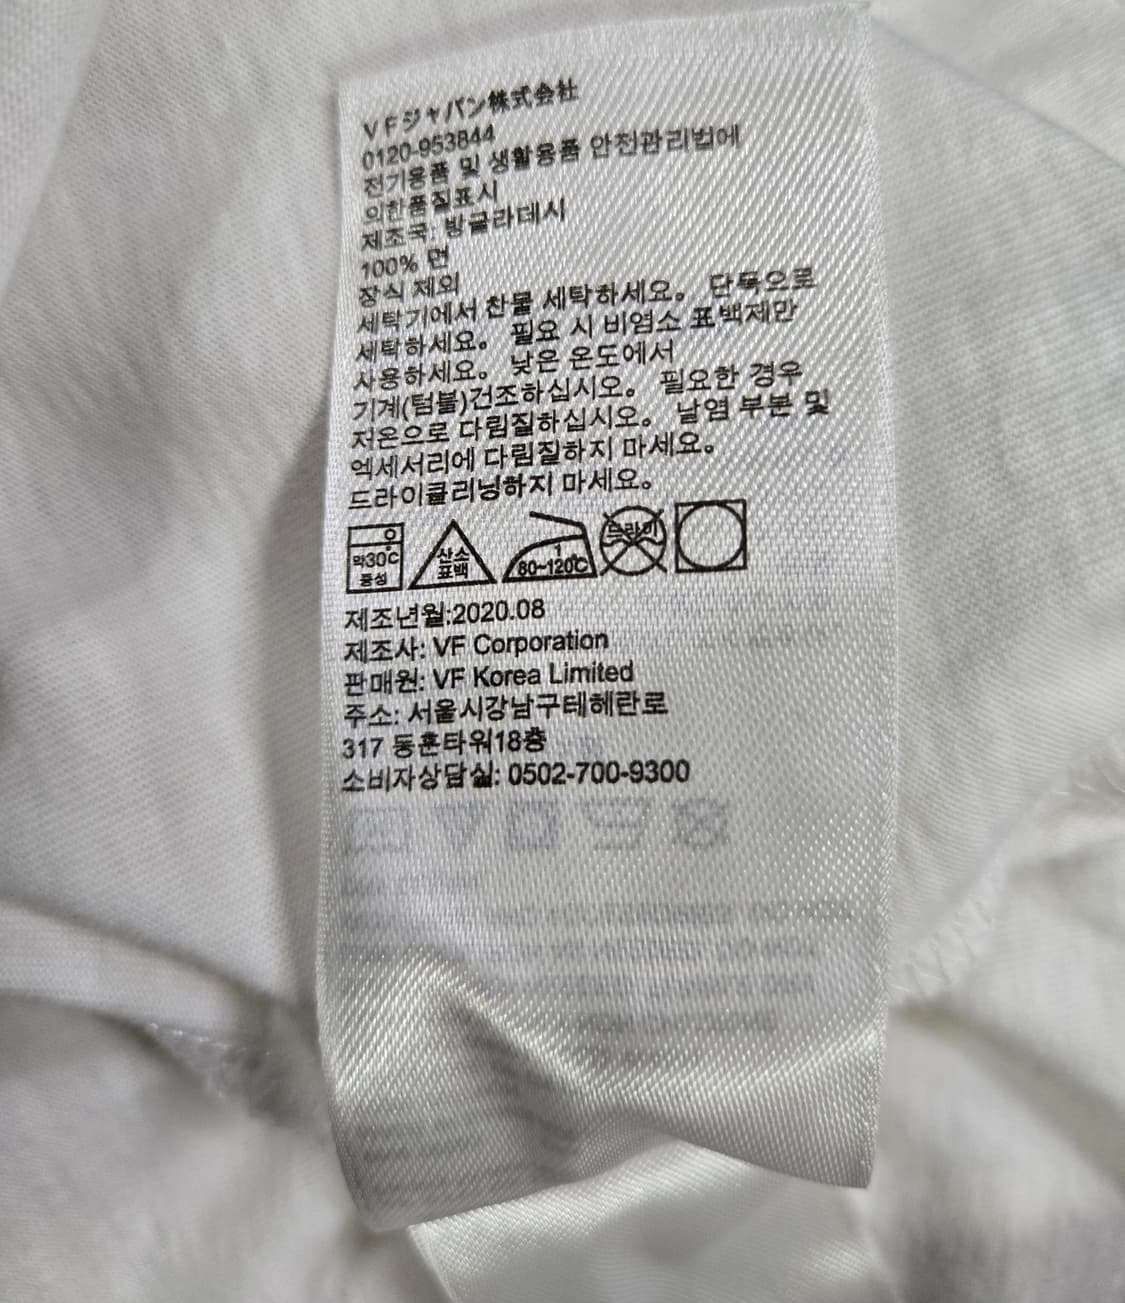 VFジャパン株式会社
0120-953844
전기용품 및 생활용품 안전관리법에
의한품질표시
제조국: 방글라데시
100% 면
장식 제외
세탁기에서 찬물 세탁하세요。 단독으로
세탁하세요。 필요 시 비염소 표백제만
사용하세요。 낮은 온도에서
기계(텀블)건조하십시오。 필요한 경우
저온으로 다림질하십시오。 날염 부분 및
엑세서리에 다림질하지 마세요。
드라이클리닝하지 마세요。
약30℃
중성
산소
표백
1
80~120℃
드라이
제조년월:2020.08
제조사: VF Corporation
판매원: VF Korea Limited
주소: 서울시강남구테헤란로
317 동훈타워18층
소비자상담실: 0502-700-9300